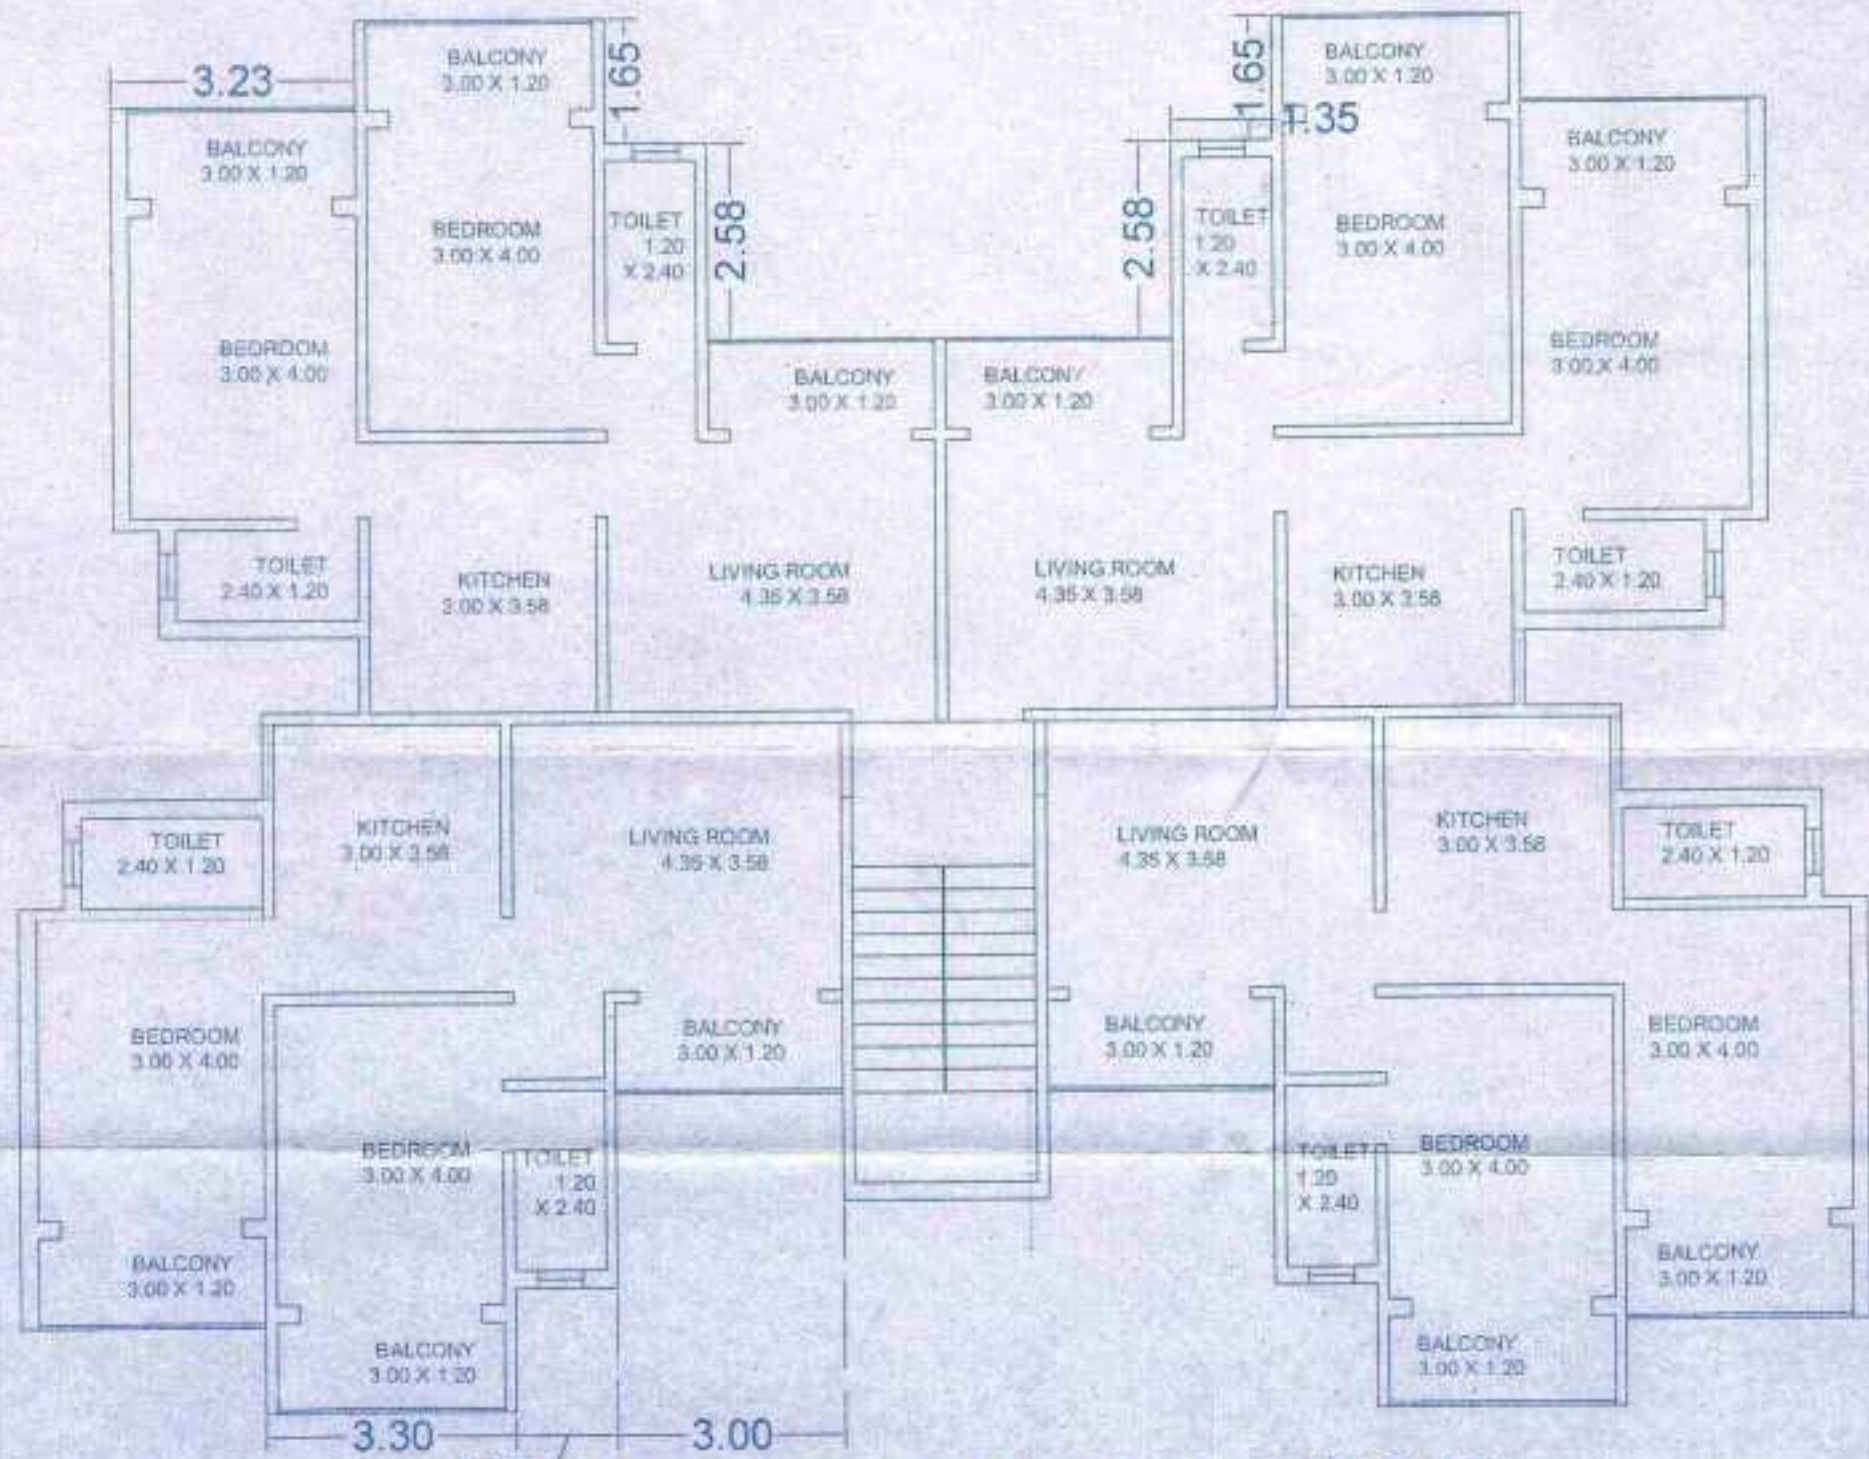 BALCONY
3.00 X 1.20
1.65
1.65
BALCONY
3.00 X 1.20
3.23
1.35
BALCONY
3.00 X 1.20
BALCONY
3.00 X 1.20
BEDROOM
3.00 X 4.00
TOILET
1.20
X 2.40
2.58
2.58
TOILET
1.20
X 2.40
BEDROOM
3.00 X 4.00
BEDROOM
3.00 X 4.00
BALCONY
3.00 X 1.20
BALCONY
3.00 X 1.20
BEDROOM
3.00 X 4.00
TOILET
2.40 X 1.20
KITCHEN
3.00 X 3.58
LIVING ROOM
4.35 X 3.58
LIVING ROOM
4.35 X 3.58
KITCHEN
3.00 X 3.58
TOILET
2.40 X 1.20
TOILET
2.40 X 1.20
KITCHEN
3.00 X 3.58
LIVING ROOM
4.35 X 3.58
LIVING ROOM
4.35 X 3.58
KITCHEN
3.00 X 3.58
TOILET
2.40 X 1.20
BEDROOM
3.00 X 4.00
BALCONY
3.00 X 1.20
BALCONY
3.00 X 1.20
BEDROOM
3.00 X 4.00
BEDROOM
3.00 X 4.00
TOILET
1.20
X 2.40
TOILET
1.20
X 2.40
BEDROOM
3.00 X 4.00
BALCONY
3.00 X 1.20
BALCONY
3.00 X 1.20
BALCONY
3.00 X 1.20
BALCONY
3.00 X 1.20
3.30
3.00